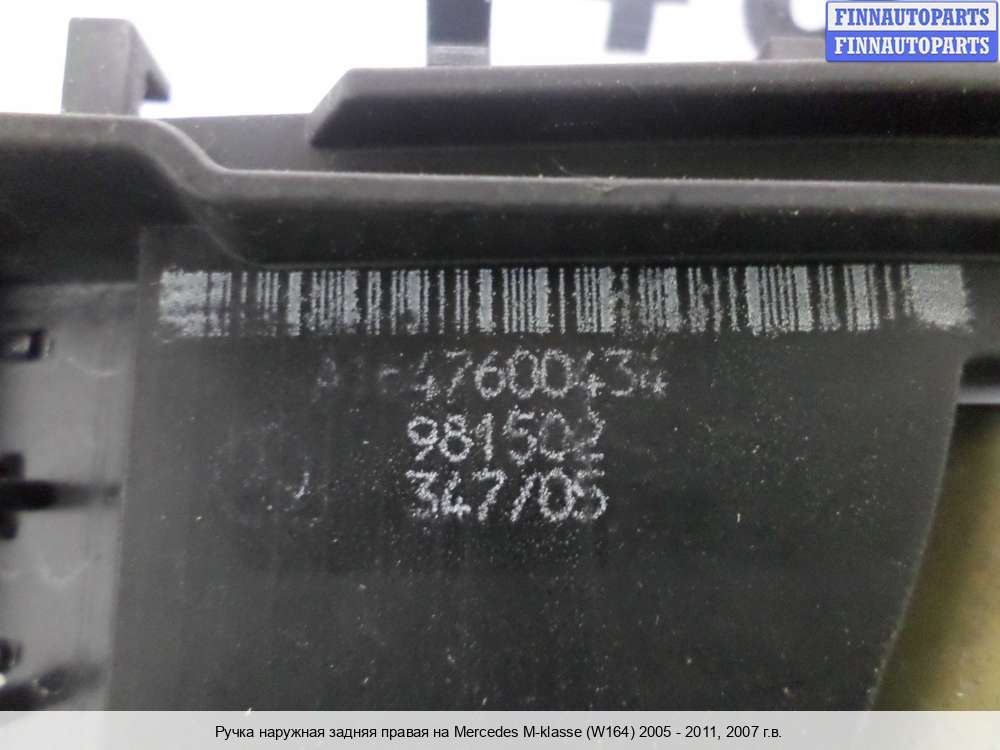 FINNAUTOPARTS
FINNAUTOPARTS
A1647600434
981502
347/05
Ручка наружная задняя правая на Mercedes M-klasse (W164) 2005 - 2011, 2007 г.в.